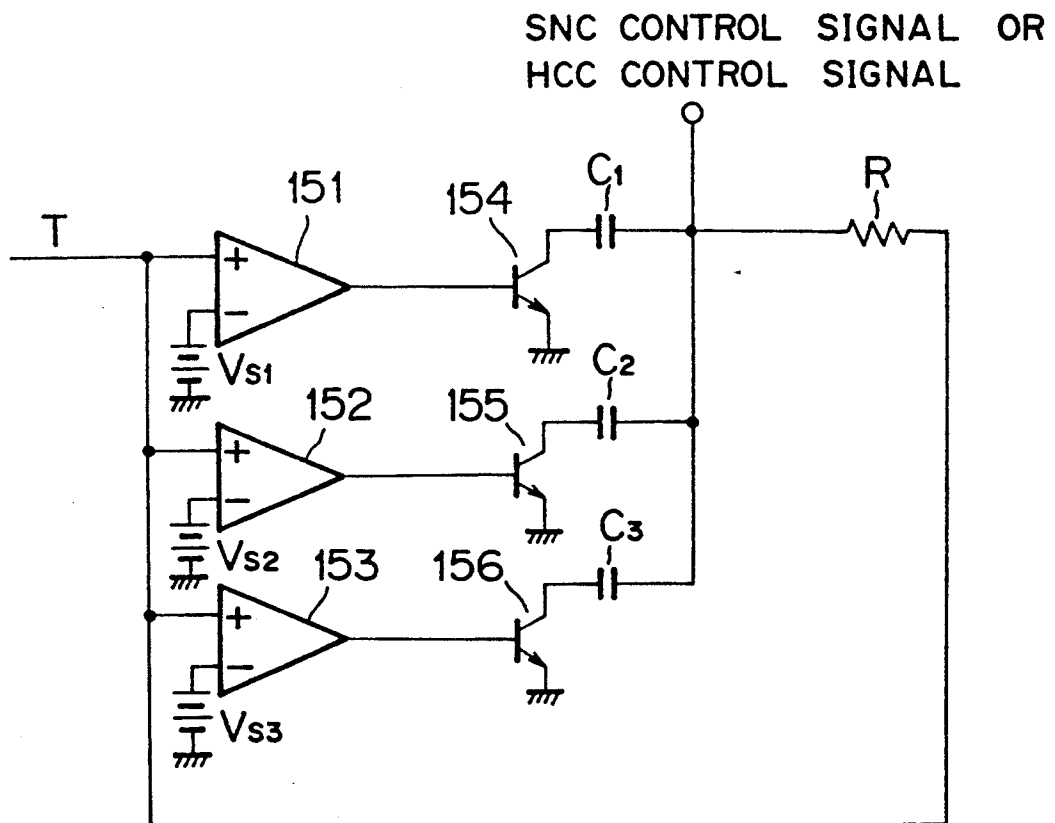 SNC CONTROL SIGNAL OR
HCC CONTROL SIGNAL
T
151
154
C1
R
+
−
VS1
152
155
C2
+
−
VS2
153
156
C3
+
−
VS3